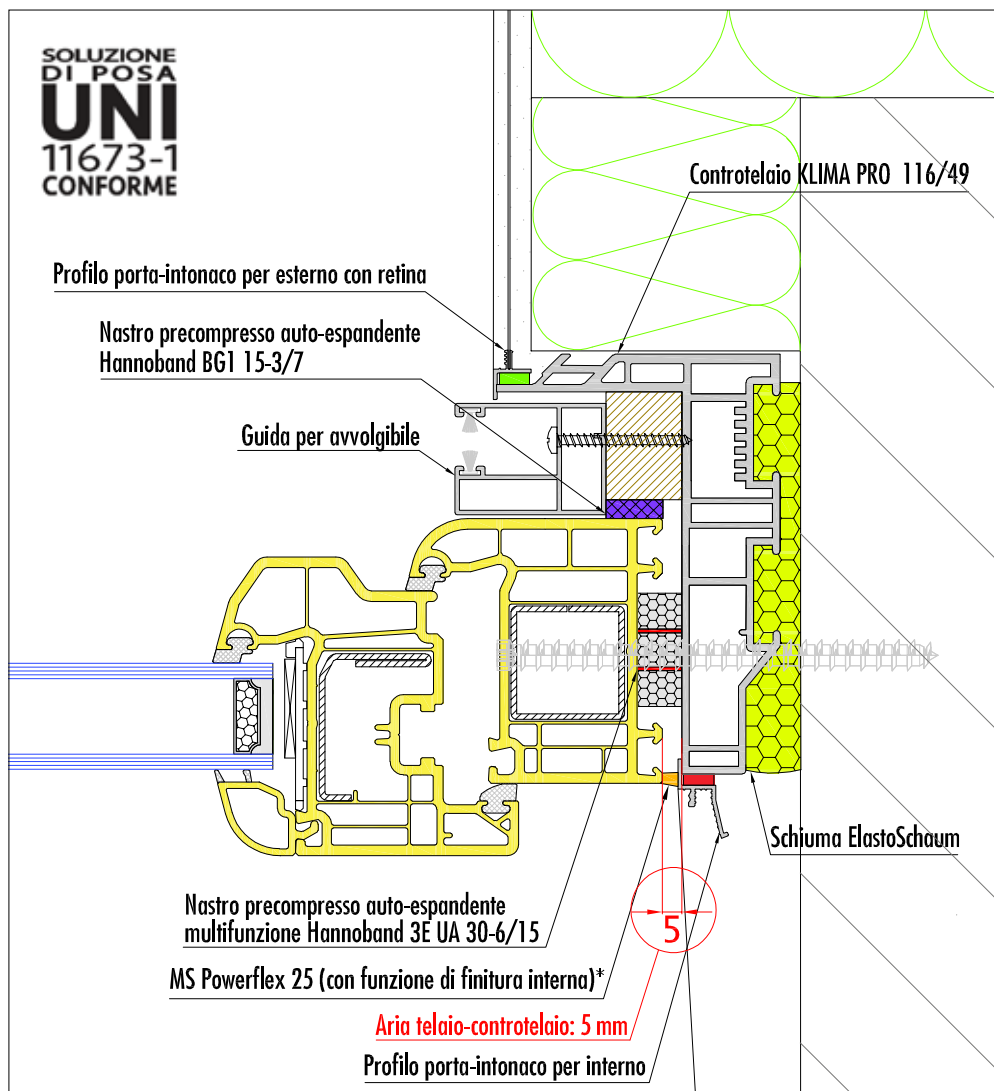 SOLUZIONE
DI POSA
UNI
11673-1
CONFORME
Controtelaio KLIMA PRO 116/49
Profilo porta-intonaco per esterno con retina
Nastro precompresso auto-espandente
Hannoband BG1 15-3/7
Guida per avvolgibile
Schiuma ElastoSchaum
Nastro precompresso auto-espandente
multifunzione Hannoband 3E UA 30-6/15
5
MS Powerflex 25 (con funzione di finitura interna)*
Aria telaio-controtelaio: 5 mm
Profilo porta-intonaco per interno